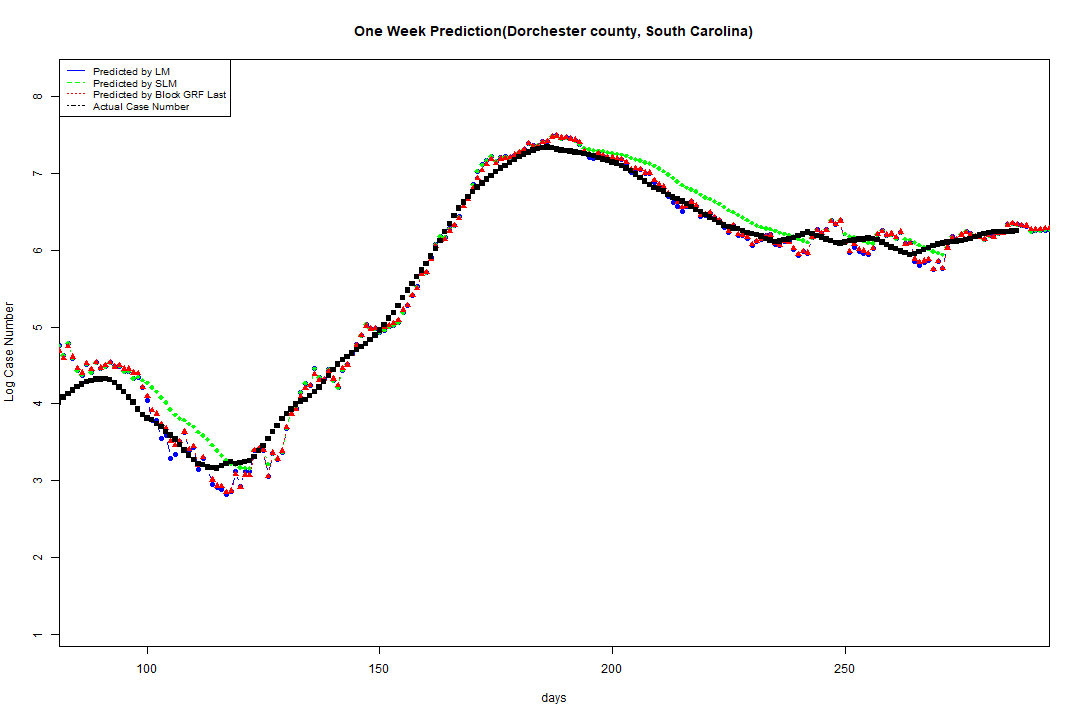 One Week Prediction(Dorchester county, South Carolina)
Predicted by LM
Predicted by SLM
Predicted by Block GRF Last
Actual Case Number
8
7
6
5
4
3
2
1
Log Case Number
100 150 200 250
days